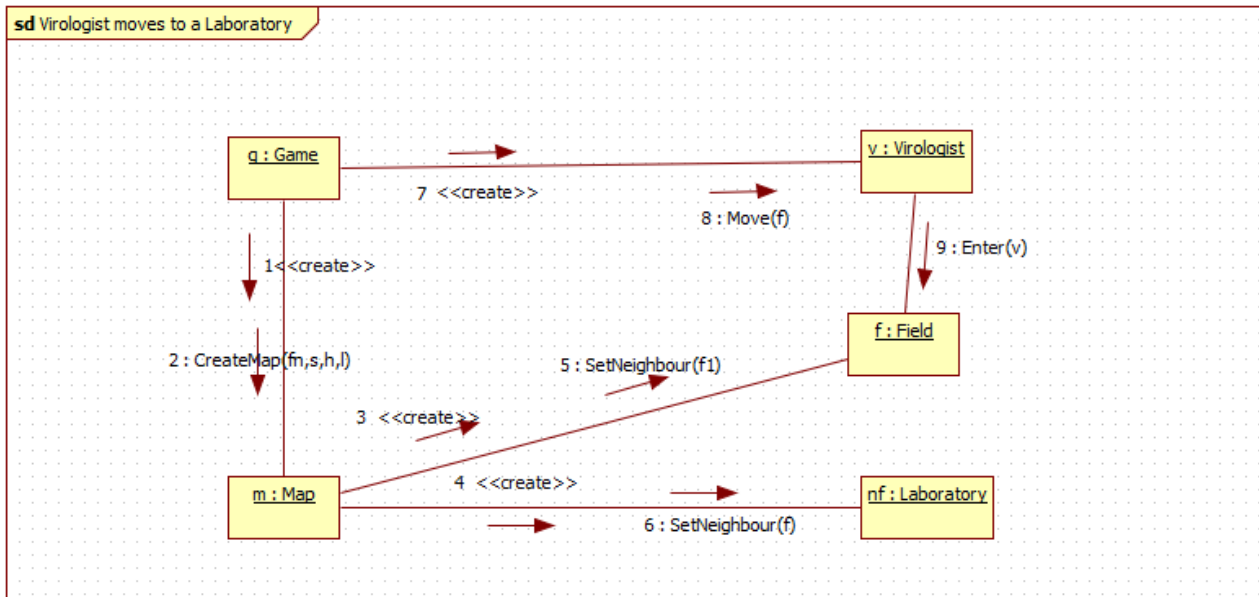 sd Virologist moves to a Laboratory
g : Game
v : Virologist
7 <<create>>
8 : Move(f)
9 : Enter(v)
1<<create>>
f : Field
2 : CreateMap(fn,s,h,l)
5 : SetNeighbour(f1)
3 <<create>>
4 <<create>>
m : Map
nf : Laboratory
6 : SetNeighbour(f)